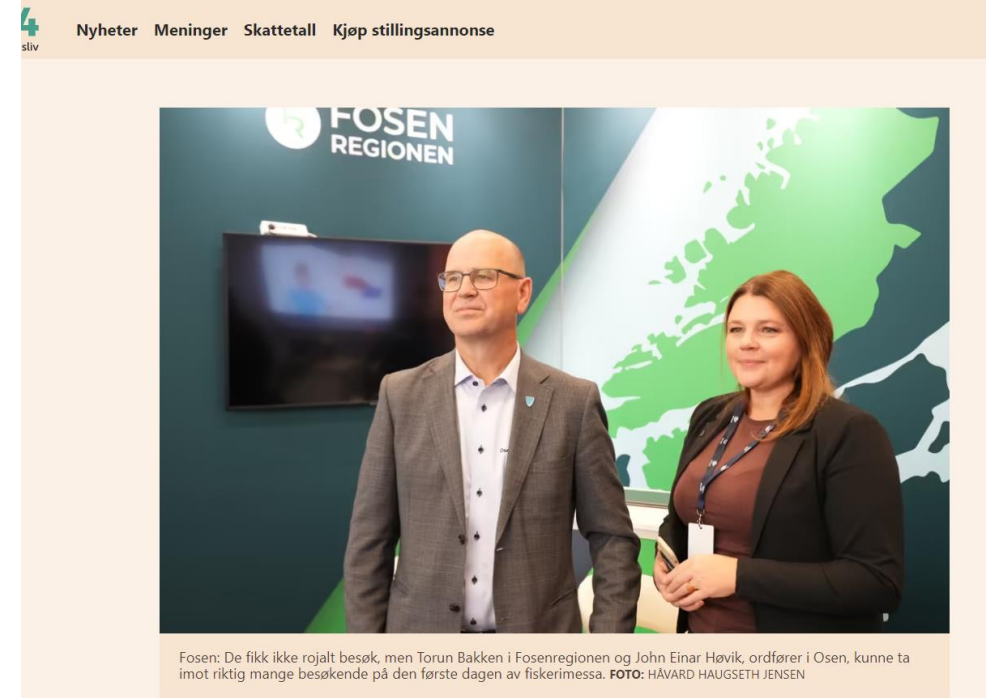 4
sliv
Nyheter Meninger Skattetall Kjøp stillingsannonse
FOSEN
REGIONEN
Fosen: De fikk ikke rojalt besøk, men Torun Bakken i Fosenregionen og John Einar Høvik, ordfører i Osen, kunne ta
imot riktig mange besøkende på den første dagen av fiskerimessa. FOTO: HÅVARD HAUGSETH JENSEN